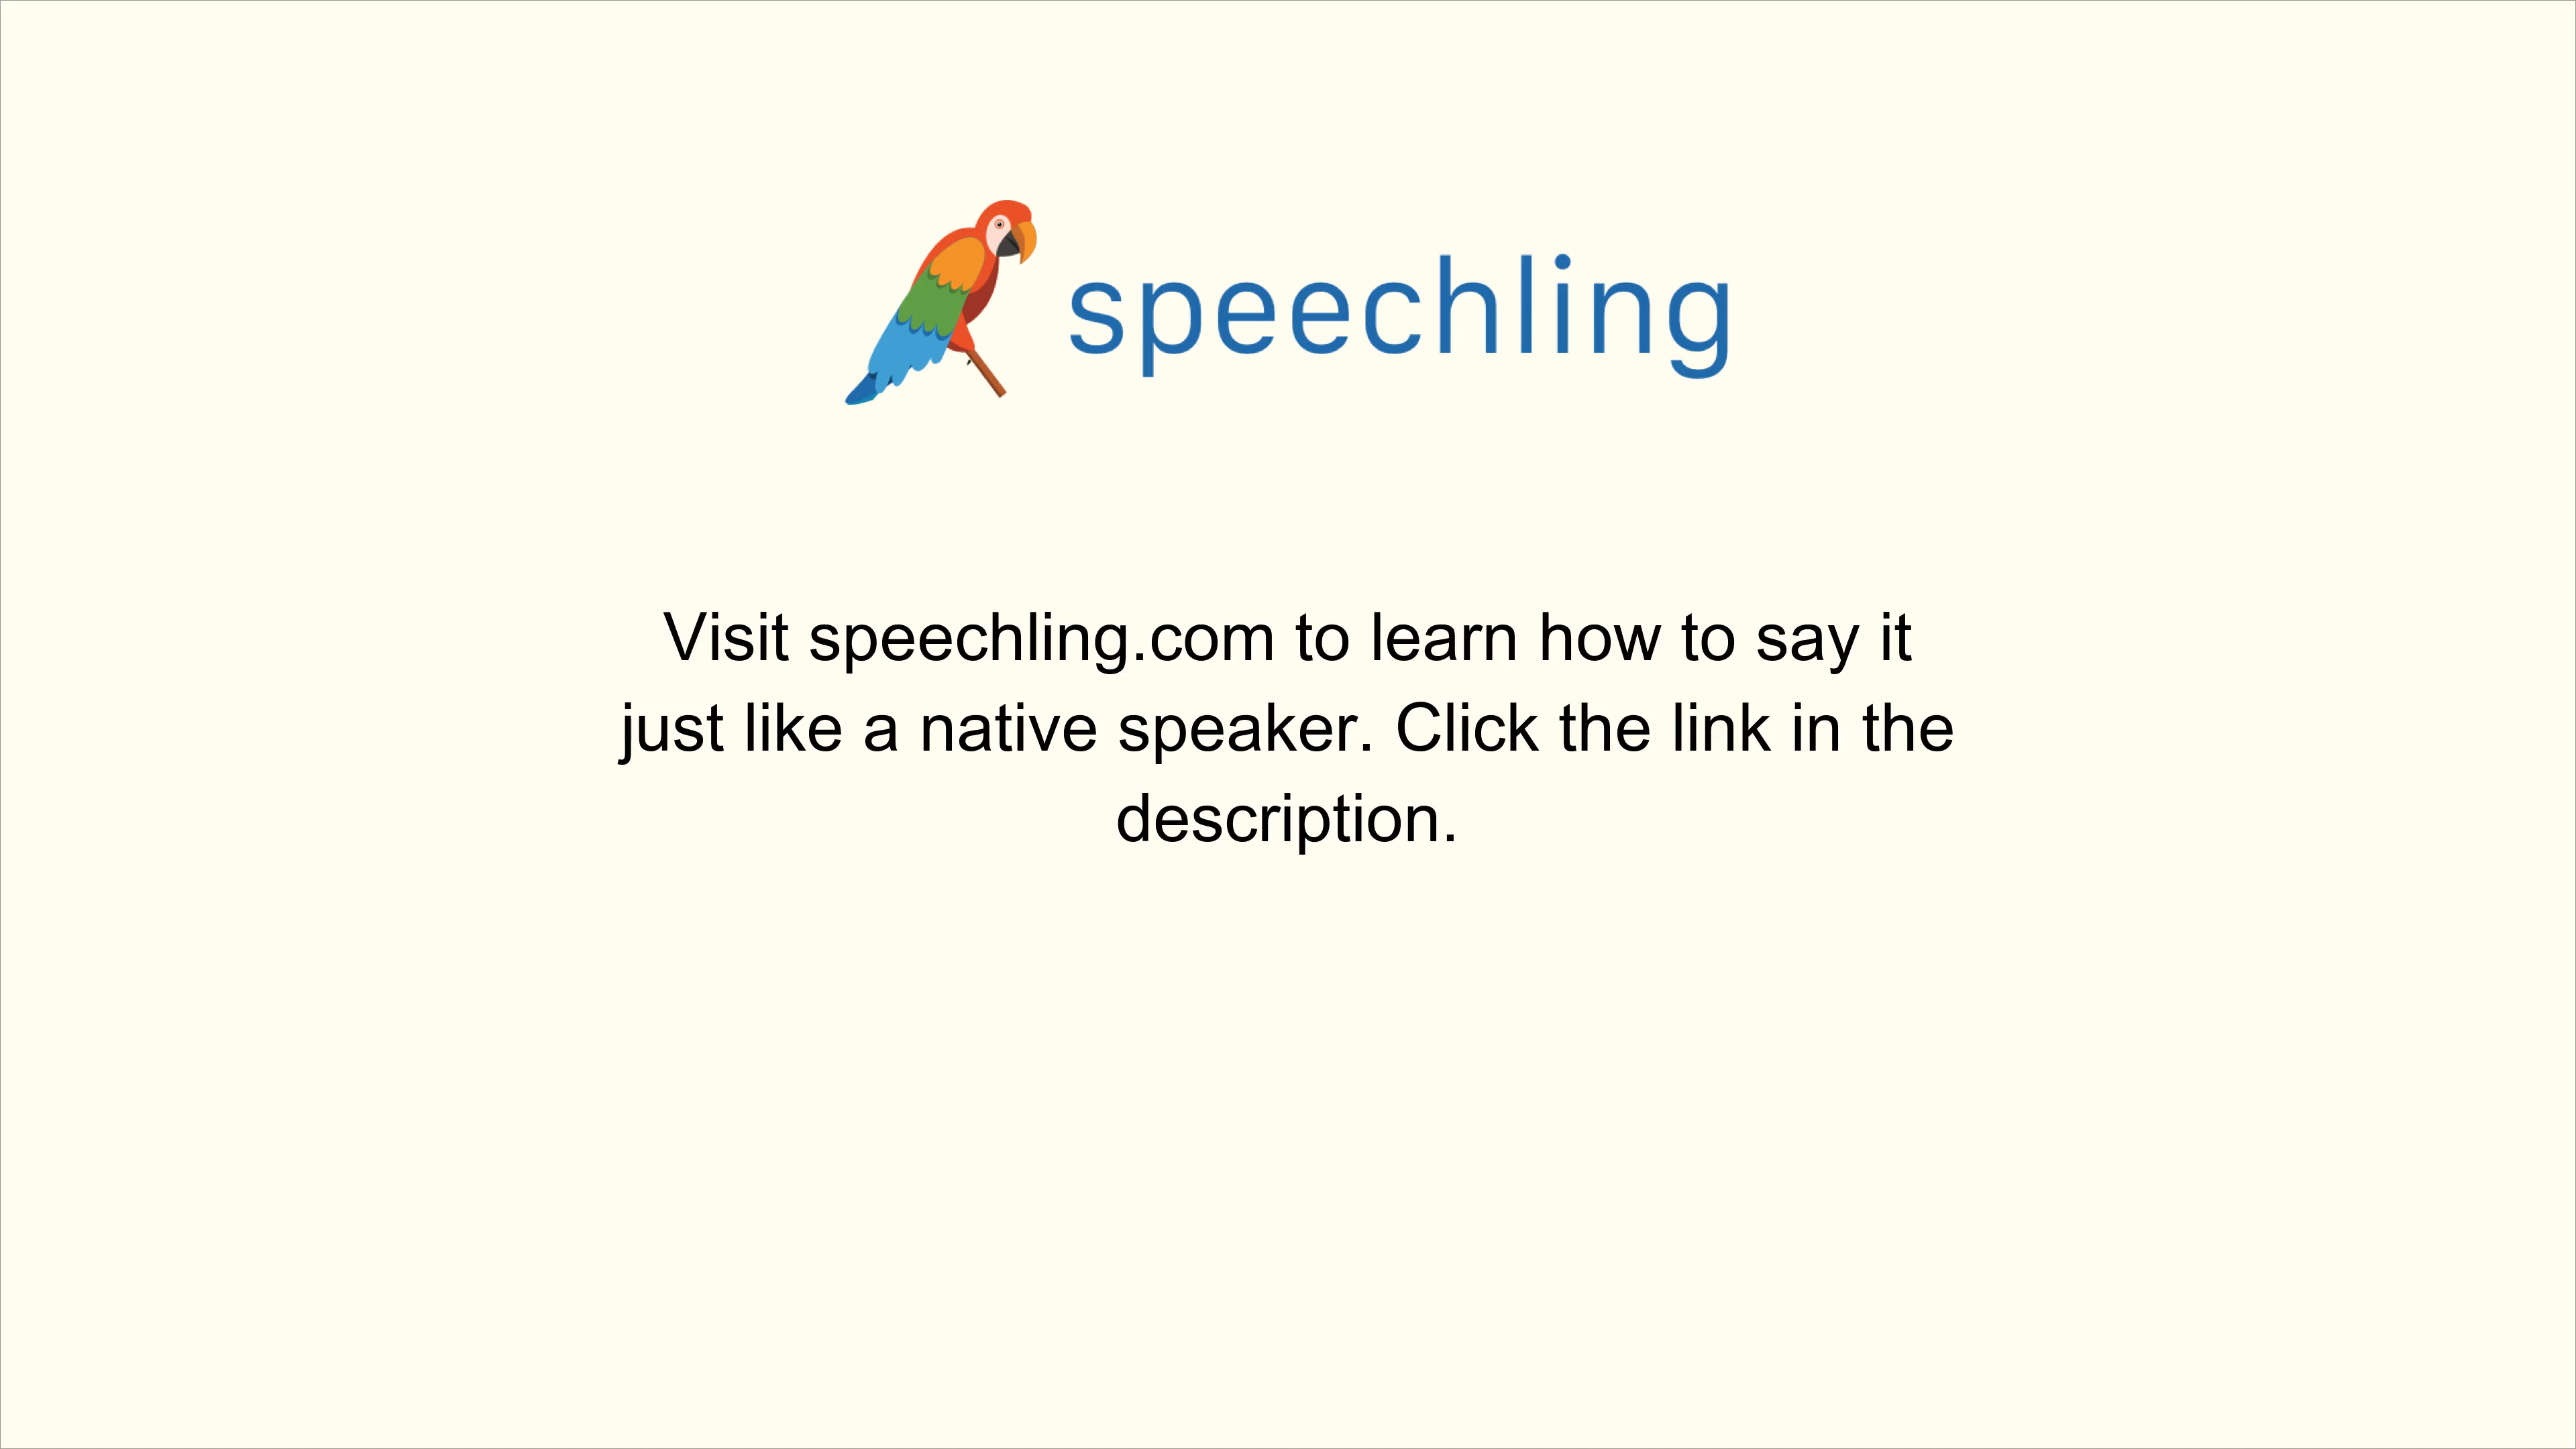 speechling
Visit speechling.com to learn how to say it
just like a native speaker. Click the link in the
description.